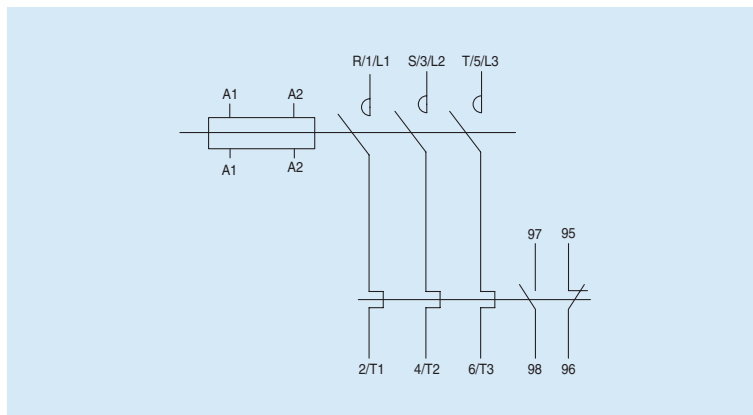 R/1/L1 S/3/L2 T/5/L3
A1 A2
A1 A2
97 95
2/T1 4/T2 6/T3 98 96